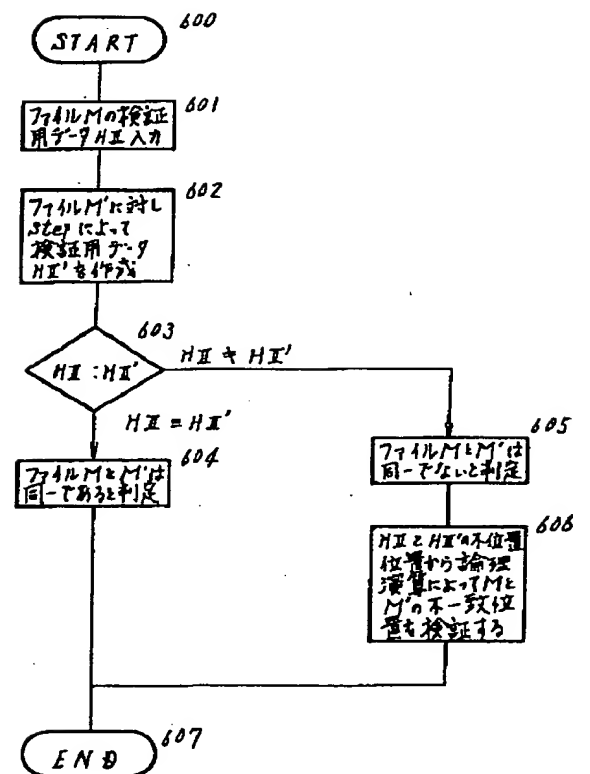 600
START
601
ファイルMの検証
用データHⅡ入力
602
ファイルM'に対し
stepによって
検証用データ
HⅡ'を作成
603
HⅡ:HⅡ'
HⅡ≠HⅡ'
HⅡ=HⅡ'
604
ファイルMとM'は
同一であると判定
605
ファイルMとM'は
同一でないと判定
606
HⅡとHⅡ'の不位置
位置から論理
演算によってMと
M'の不一致位
置を検証する
END
607